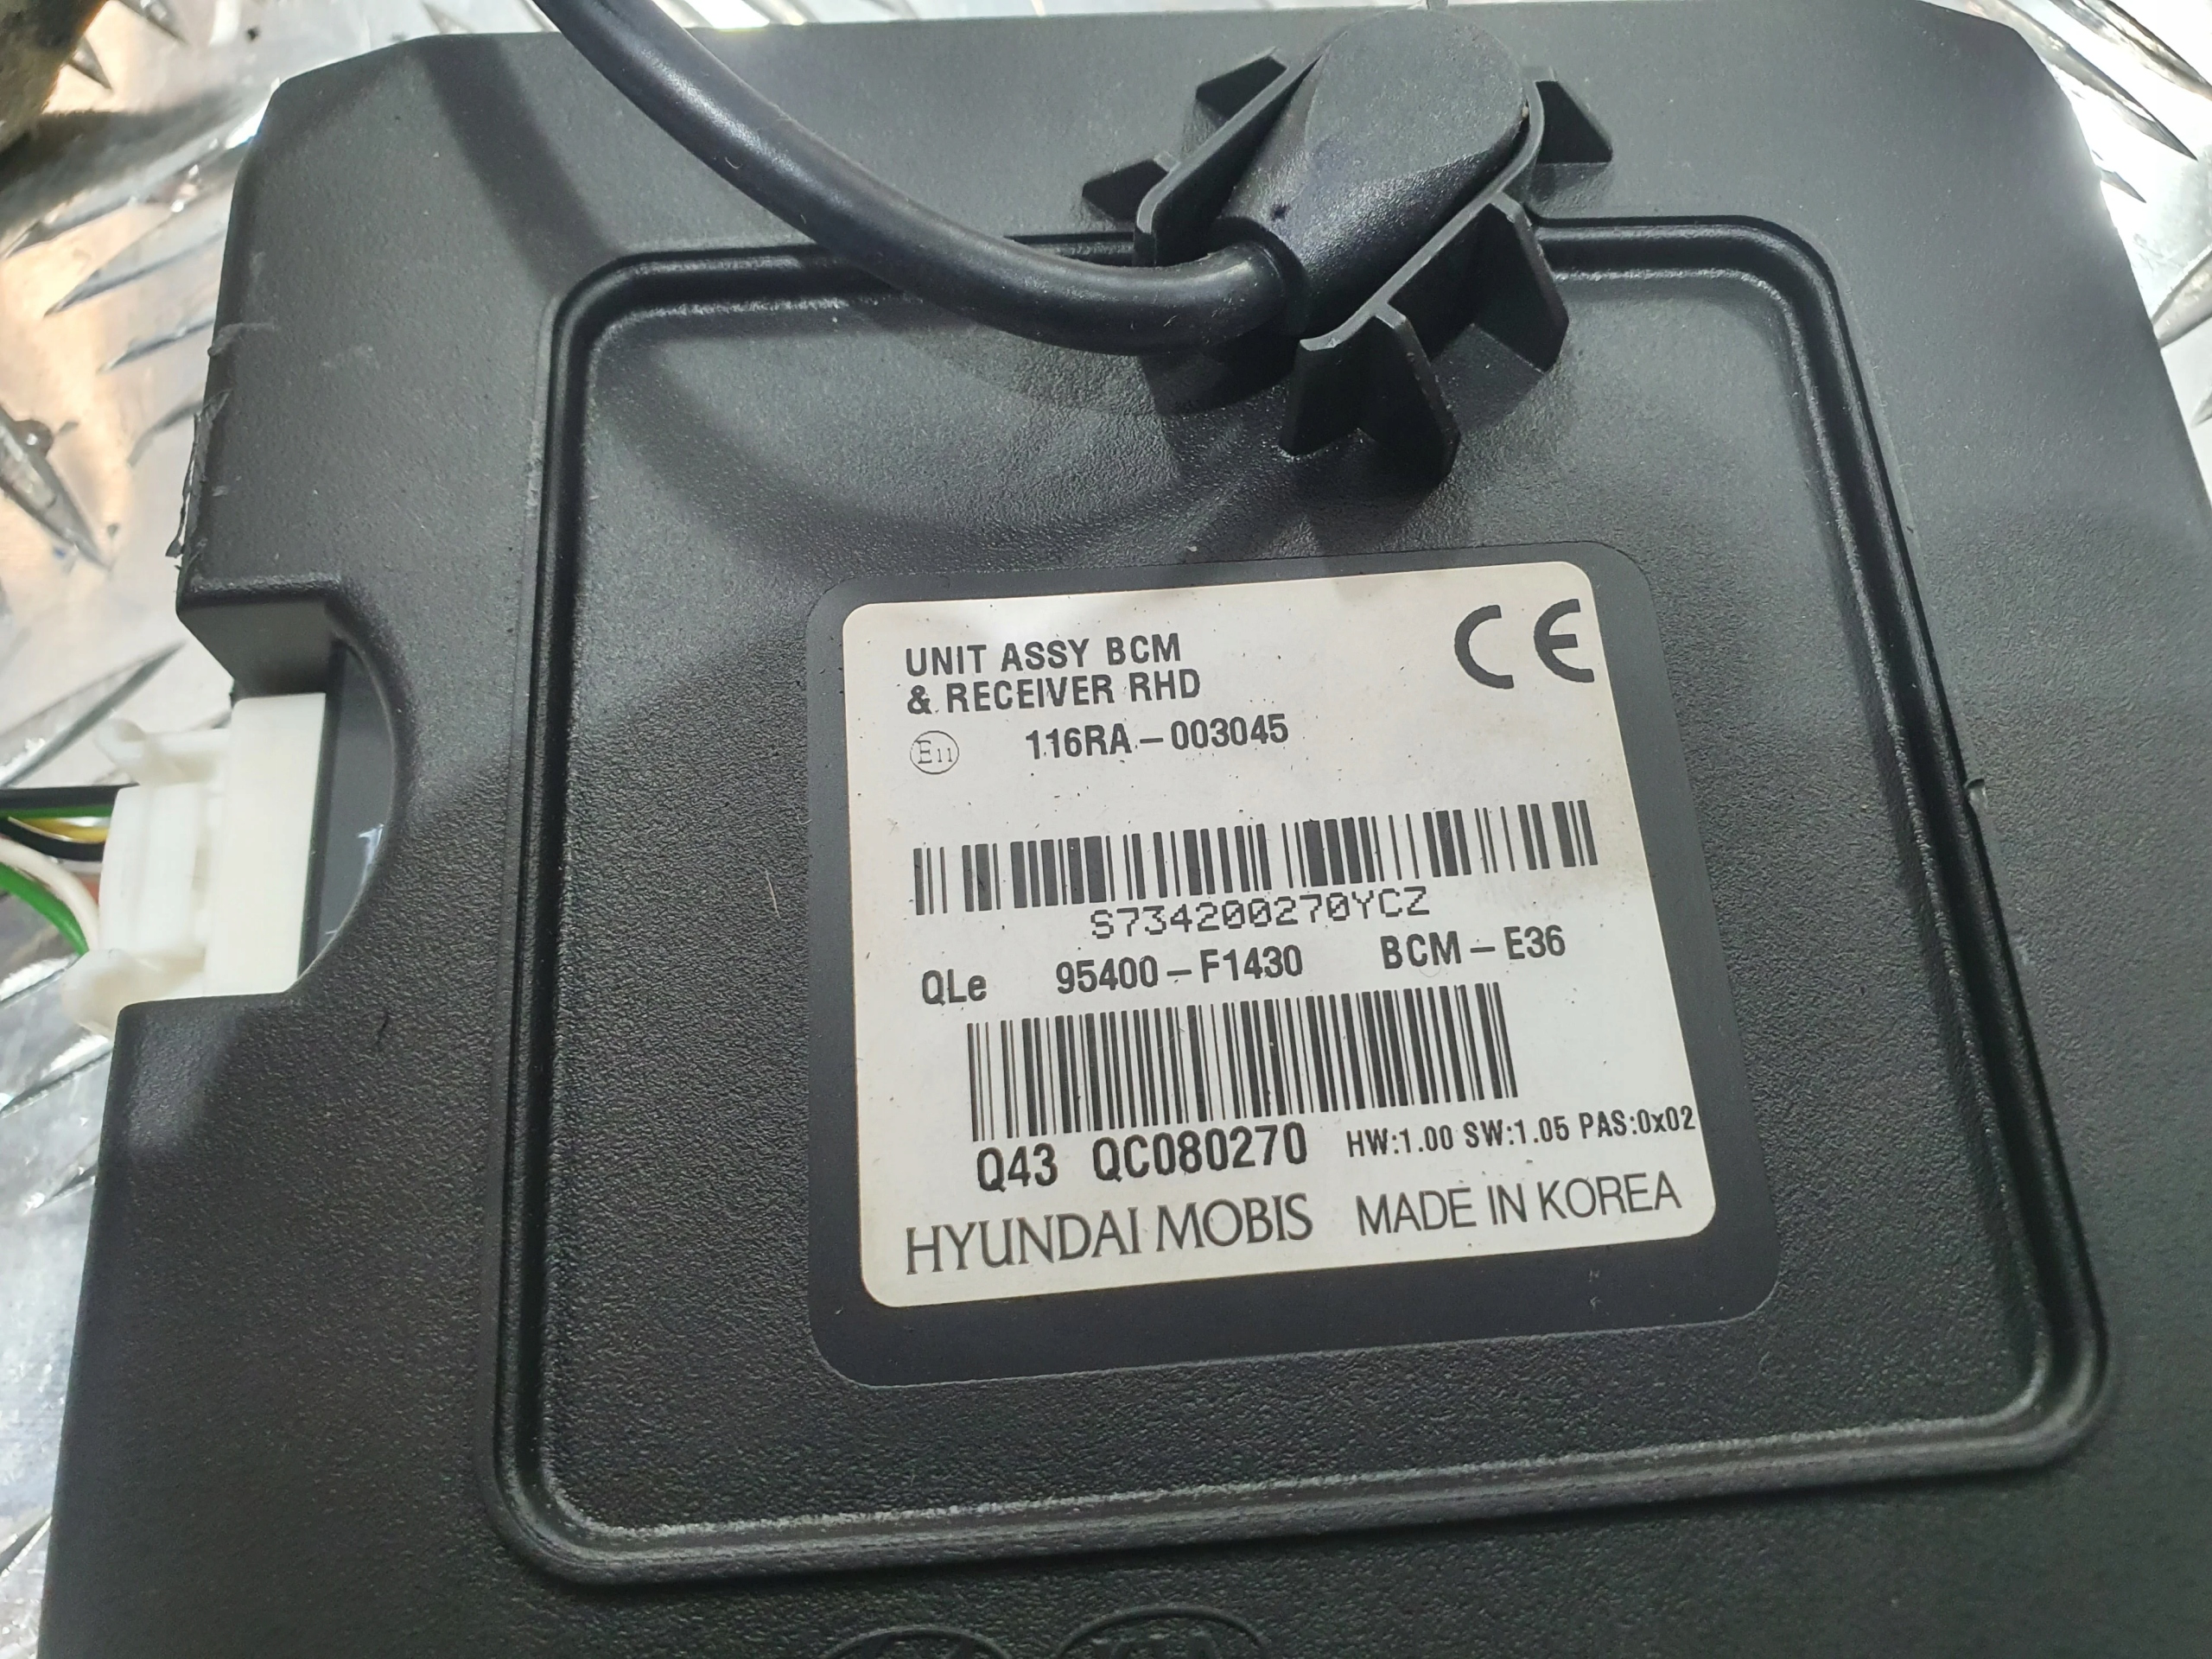 UNIT ASSY BCM
& RECEIVER RHD
CE
E11 116RA-003045
S734200270YCZ
QLe 95400-F1430 BCM-E36
Q43 QC080270 HW:1.00 SW:1.05 PAS:0x02
HYUNDAI MOBIS MADE IN KOREA